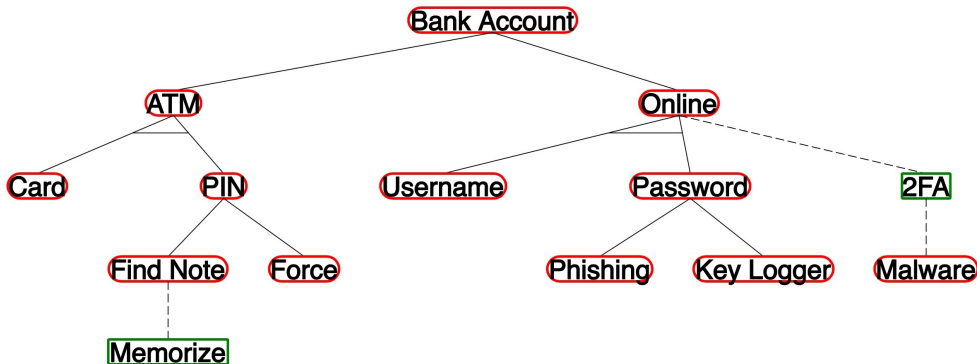 Bank Account
ATM
Online
Card
PIN
Username
Password
2FA
Find Note
Force
Phishing
Key Logger
Malware
Memorize